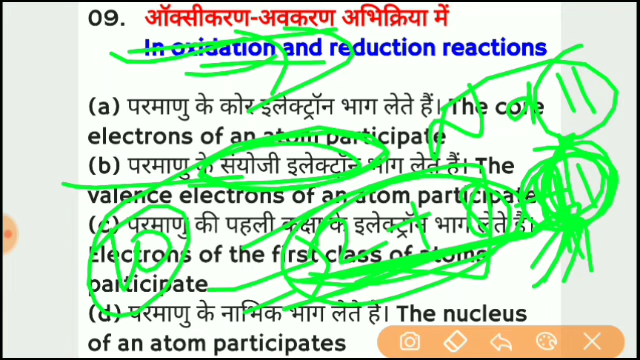 09. ऑक्सीकरण-अवकरण अभिक्रिया में
In oxidation and reduction reactions
(a) परमाणु के कोर इलेक्ट्रॉन भाग लेते हैं। The core
electrons of an atom participate
(b) परमाणु के संयोजी इलेक्ट्रॉन भाग लेते हैं। The
valence electrons of an atom participate
(c) परमाणु की पहली कक्षा के इलेक्ट्रॉन भाग लेते है।
Electrons of the first class of atoms
participate
(d) परमाणु के नाभिक भाग लेते है। The nucleus
of an atom participates